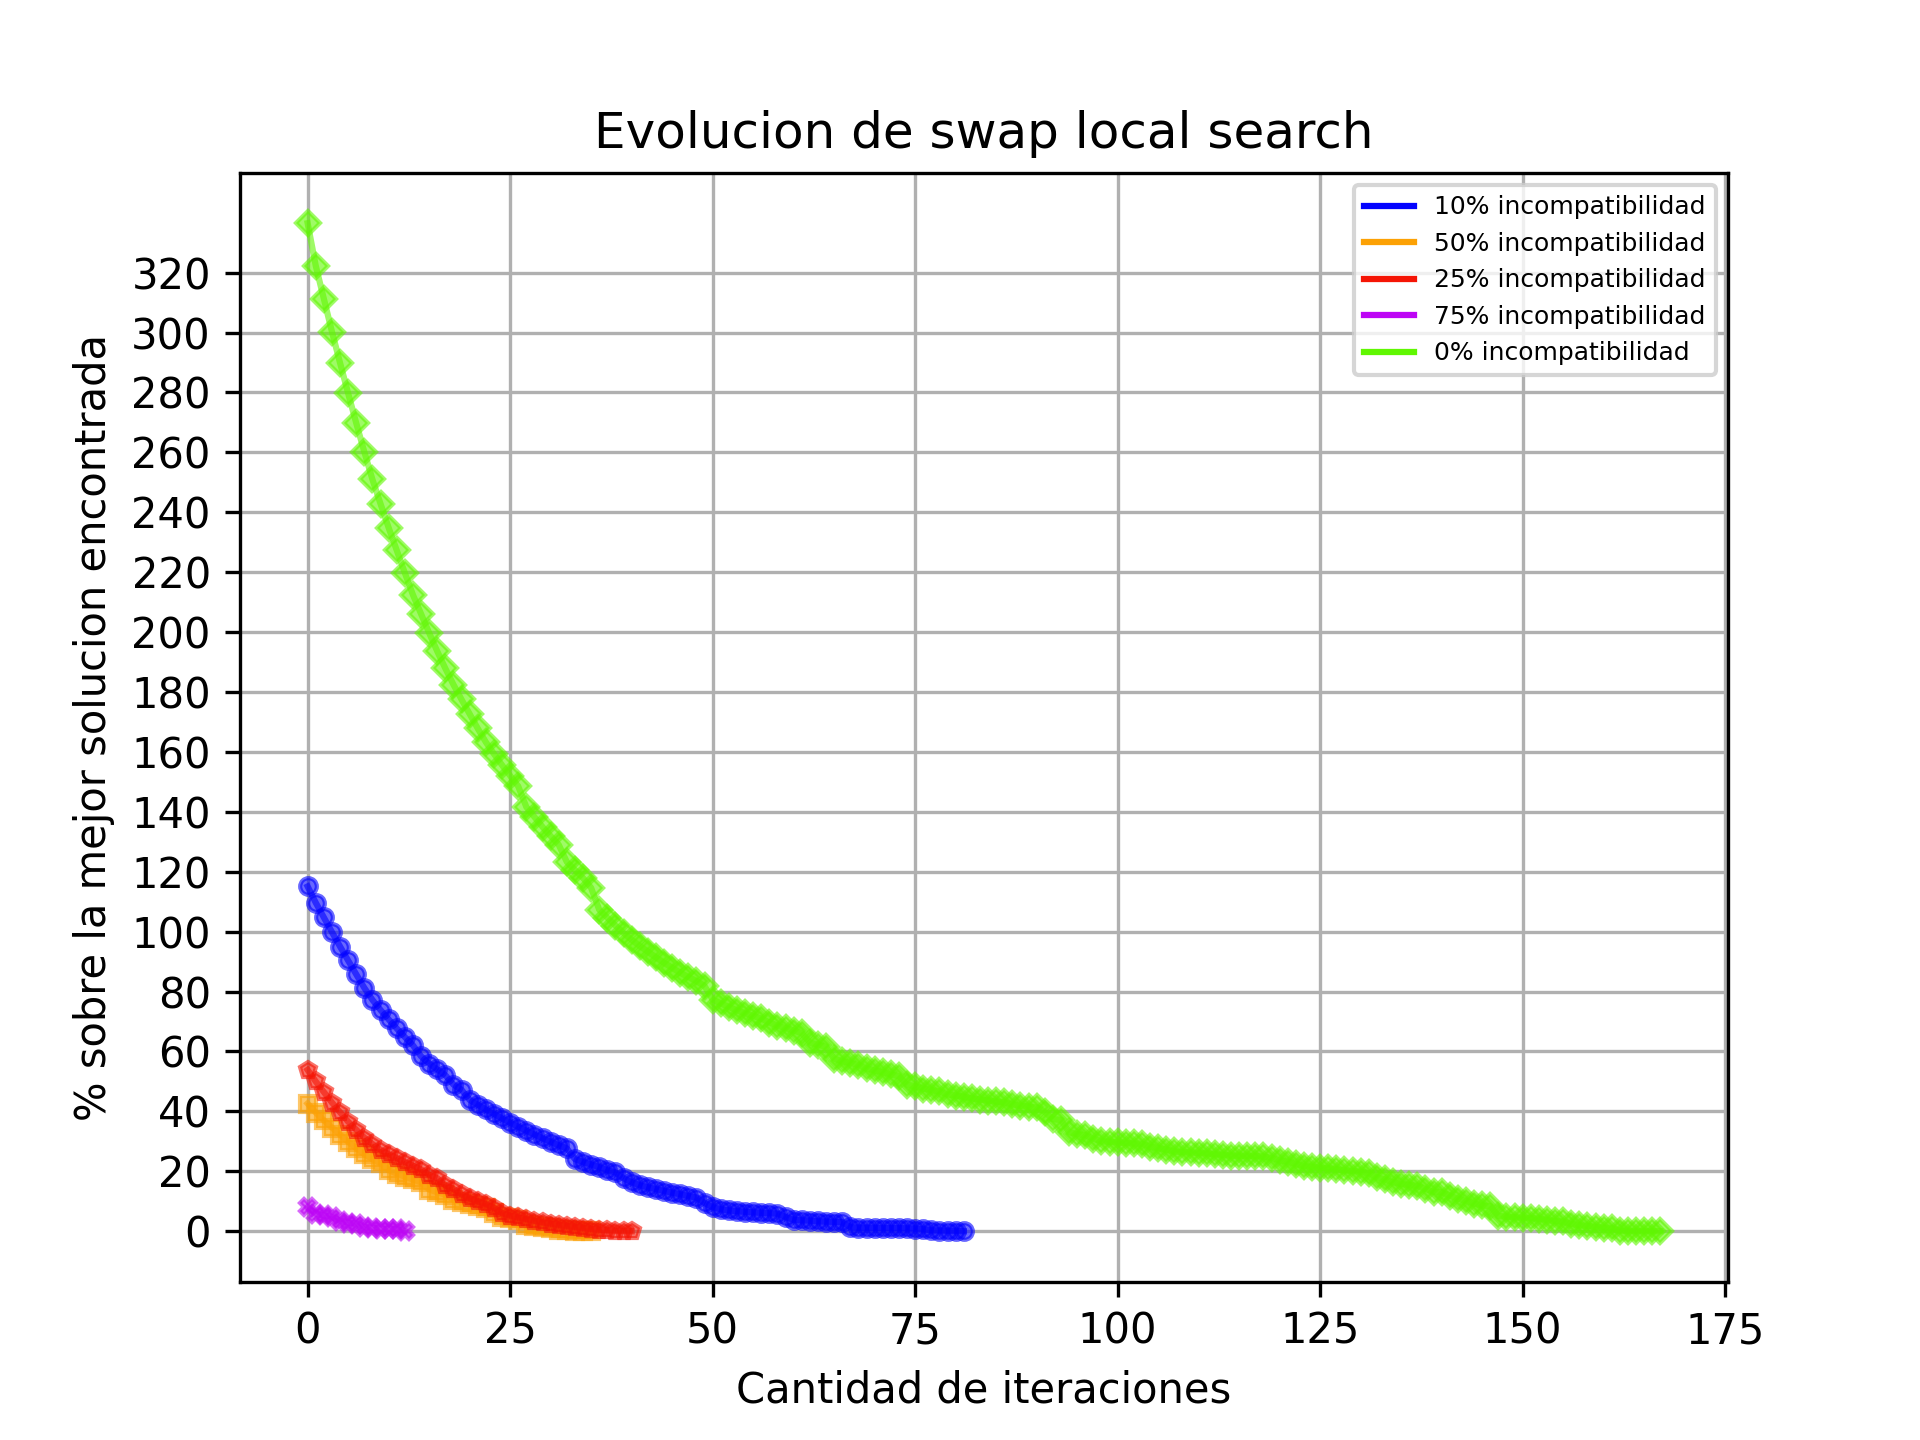 Evolucion de swap local search
10% incompatibilidad
50% incompatibilidad
25% incompatibilidad
75% incompatibilidad
0% incompatibilidad
% sobre la mejor solucion encontrada
320
300
280
260
240
220
200
180
160
140
120
100
80
60
40
20
0
0 25 50 75 100 125 150 175
Cantidad de iteraciones